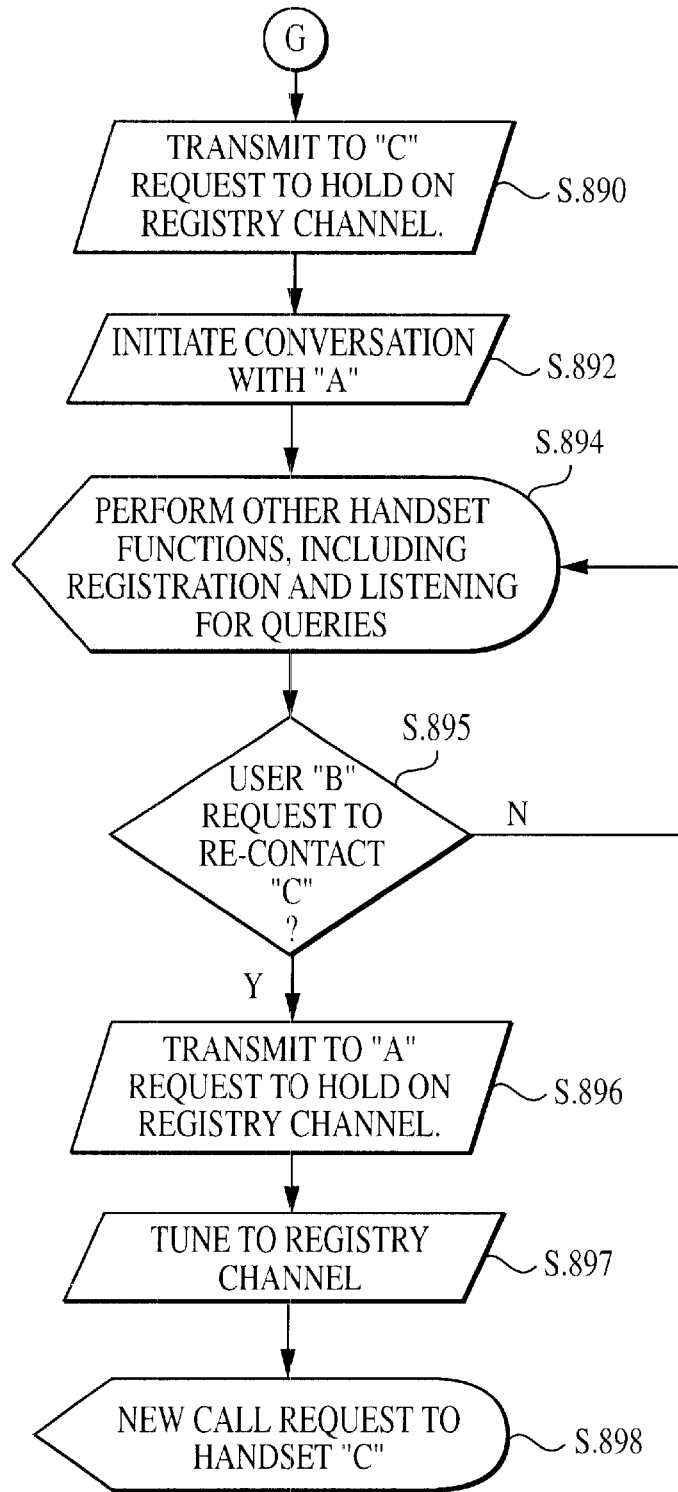 G
TRANSMIT TO "C"
REQUEST TO HOLD ON
REGISTRY CHANNEL.
S.890
INITIATE CONVERSATION
WITH "A"
S.892
S.894
PERFORM OTHER HANDSET
FUNCTIONS, INCLUDING
REGISTRATION AND LISTENING
FOR QUERIES
S.895
USER "B"
REQUEST TO
RE-CONTACT
"C"
?
N
Y
TRANSMIT TO "A"
REQUEST TO HOLD ON
REGISTRY CHANNEL.
S.896
TUNE TO REGISTRY
CHANNEL
S.897
NEW CALL REQUEST TO
HANDSET "C"
S.898